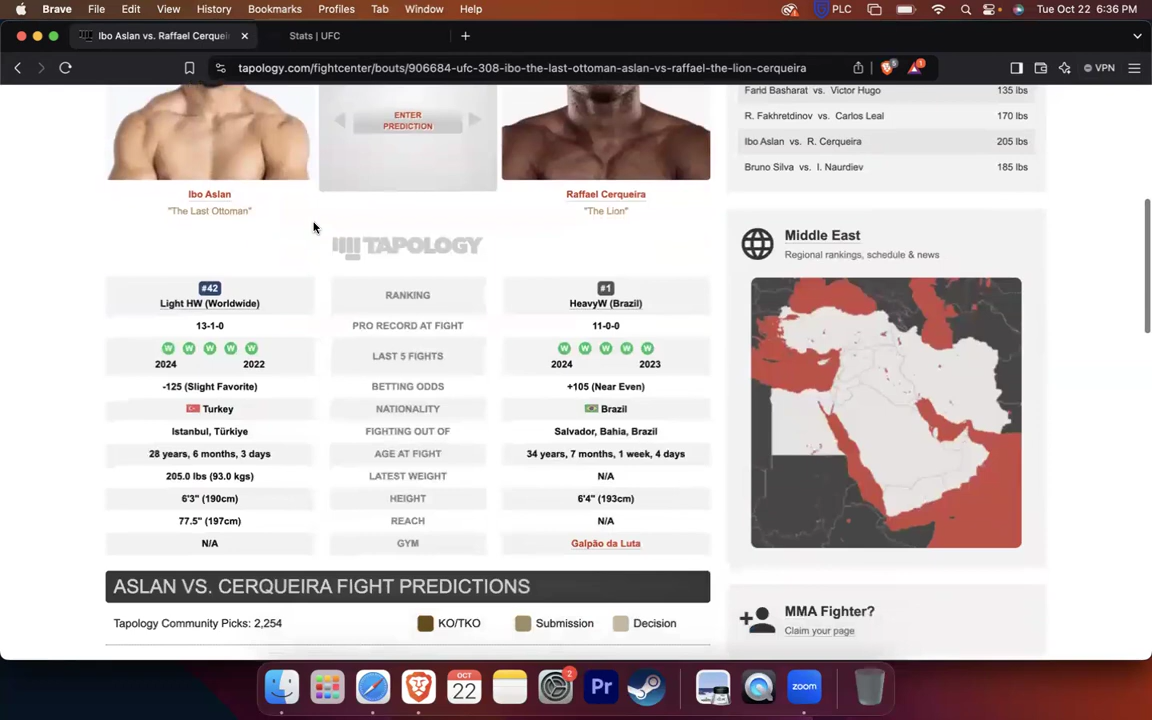 Brave File Edit View History Bookmarks Profiles Tab Window Help PLC Tue Oct 22 6:36 PM
Ibo Aslan vs. Raffael Cerquei Stats | UFC
tapology.com/fightcenter/bouts/906684-ufc-308-ibo-the-last-ottoman-aslan-vs-raffael-the-lion-cerqueira 5 1 VPN
Farid Basharat vs. Victor Hugo 135 lbs
R. Fakhretdinov vs. Carlos Leal 170 lbs
Ibo Aslan vs. R. Cerqueira 205 lbs
Bruno Silva vs. I. Naurdiev 185 lbs
ENTER
PREDICTION
Ibo Aslan Raffael Cerqueira
"The Last Ottoman" "The Lion"
TAPOLOGY
Middle East
Regional rankings, schedule & news
#42 #1
Light HW (Worldwide) RANKING HeavyW (Brazil)
13-1-0 PRO RECORD AT FIGHT 11-0-0
W W W W W LAST 5 FIGHTS W W W W W
2024 2022 2024 2023
-125 (Slight Favorite) BETTING ODDS +105 (Near Even)
Turkey NATIONALITY Brazil
Istanbul, Türkiye FIGHTING OUT OF Salvador, Bahia, Brazil
28 years, 6 months, 3 days AGE AT FIGHT 34 years, 7 months, 1 week, 4 days
205.0 lbs (93.0 kgs) LATEST WEIGHT N/A
6'3" (190cm) HEIGHT 6'4" (193cm)
77.5" (197cm) REACH N/A
N/A GYM Galpão da Luta
ASLAN VS. CERQUEIRA FIGHT PREDICTIONS
Tapology Community Picks: 2,254 KO/TKO Submission Decision
MMA Fighter?
Claim your page
OCT
22
2
Pr
zoom